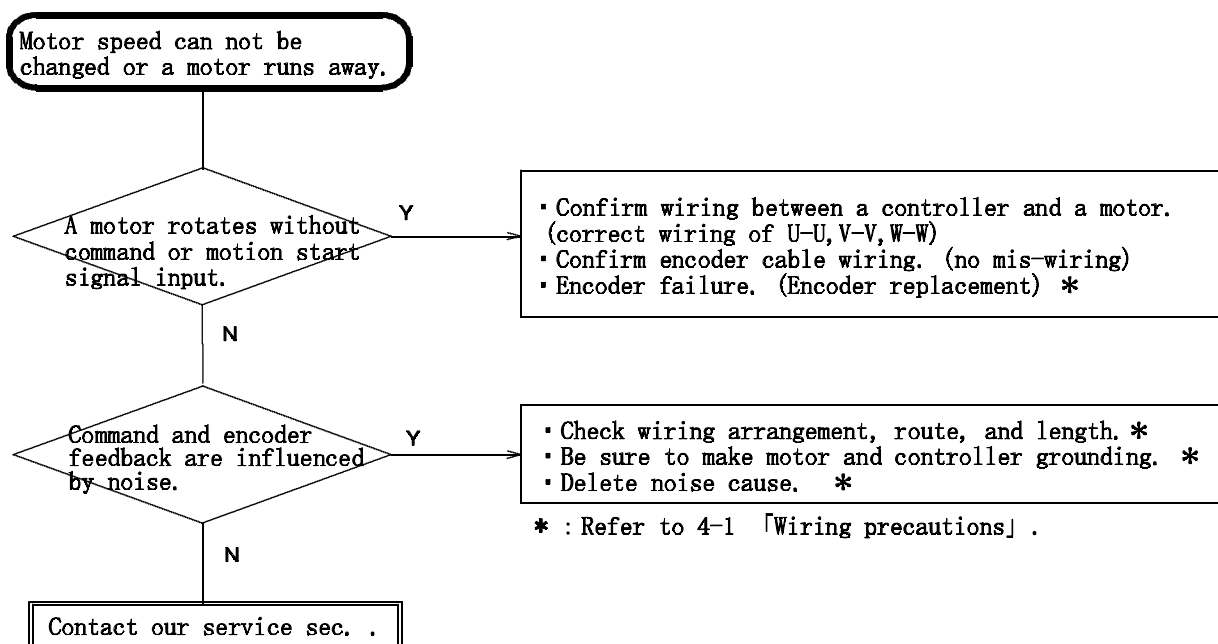 Motor speed can not be
changed or a motor runs away.
A motor rotates without
command or motion start
signal input.
Y
・Confirm wiring between a controller and a motor.
(correct wiring of U-U, V-V, W-W)
・Confirm encoder cable wiring. (no mis-wiring)
・Encoder failure. (Encoder replacement) *
N
Command and encoder
feedback are influenced
by noise.
Y
・Check wiring arrangement, route, and length. *
・Be sure to make motor and controller grounding. *
・Delete noise cause. *
* : Refer to 4-1 「Wiring precautions」.
N
Contact our service sec. .